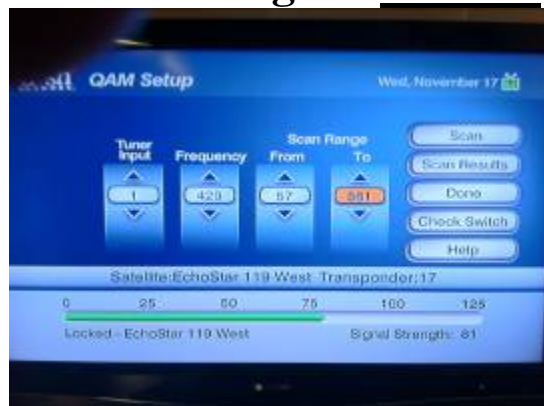 QAM Setup
Wed, November 17
Tuner Input
Frequency
Scan Range
From
To
1
429
57
861
Scan
Scan Results
Done
Check Switch
Help
Satellite:EchoStar 119 West Transponder:17
0 25 50 75 100 125
Locked - EchoStar 119 West
Signal Strength: 81